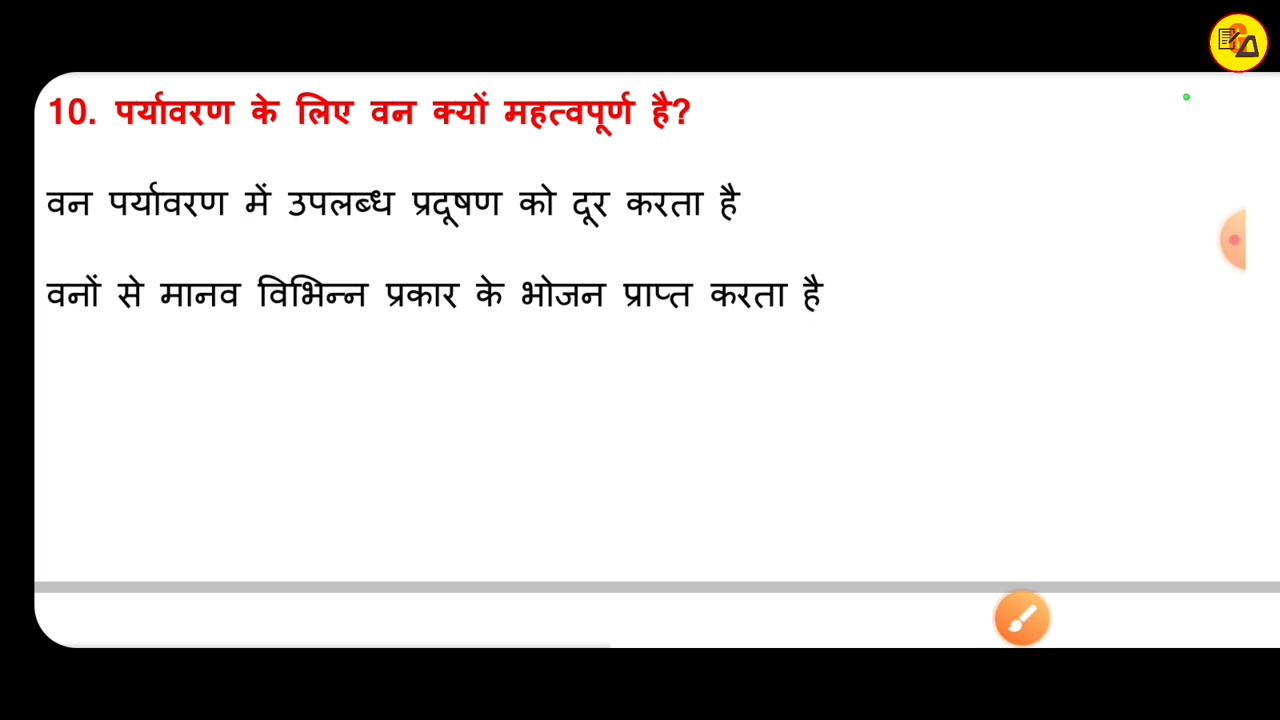 10. पर्यावरण के लिए वन क्यों महत्वपूर्ण है?
वन पर्यावरण में उपलब्ध प्रदूषण को दूर करता है
वनों से मानव विभिन्न प्रकार के भोजन प्राप्त करता है